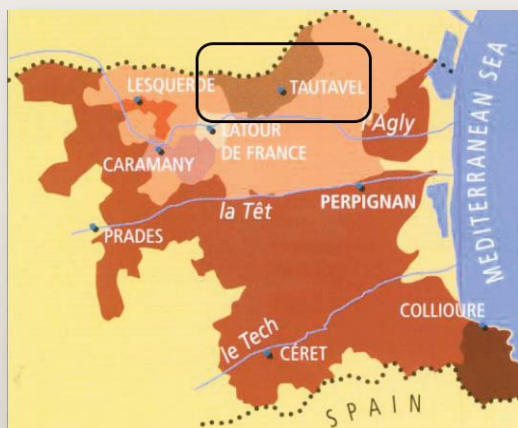 LESQUERDE
TAUTAVEL
l'Agly
LATOUR
DE FRANCE
CARAMANY
la Têt
PERPIGNAN
PRADES
MEDITERRANEAN SEA
COLLIOURE
le Tech
CÉRET
SPAIN